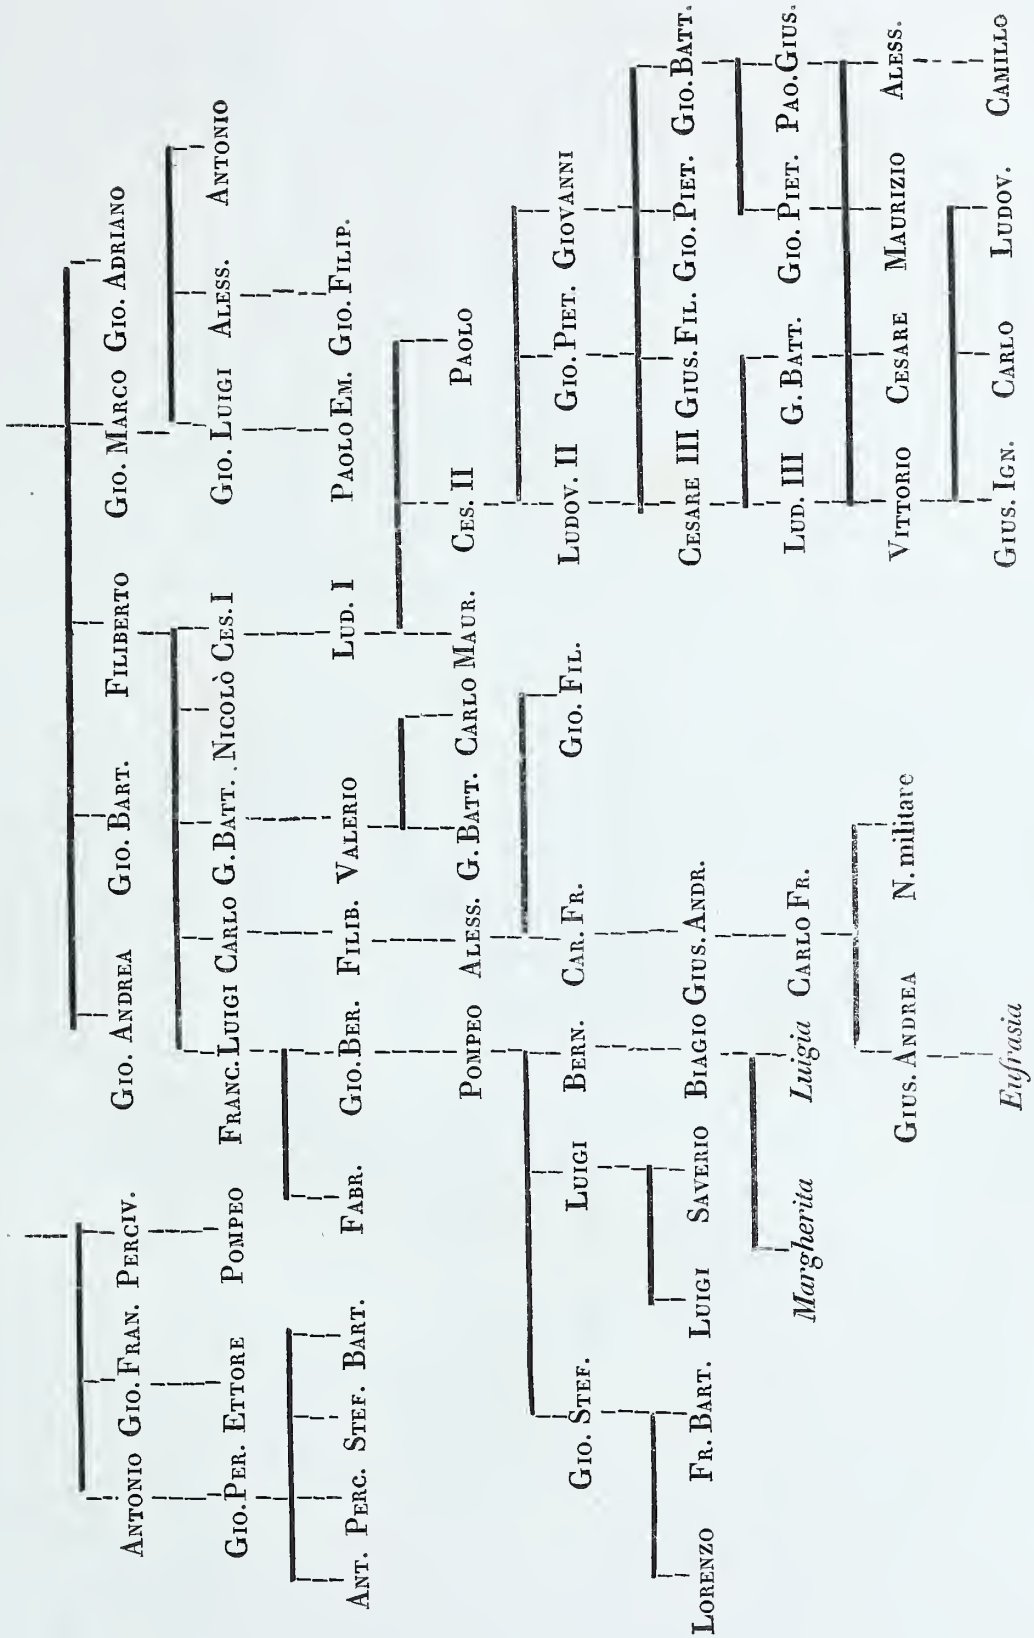 ANTONIO GIO. FRAN. PERCIV. GIO. ANDREA GIO. BART. FILIBERTO GIO. MARCO GIO. ADRIANO
GIO. PER. ETTORE POMPEO FRANC. LUIGI CARLO G. BATT. NICOLÒ CES. I GIO. LUIGI ALESS. ANTONIO
ANT. PERC. STEF. BART. FABR. GIO. BER. FILIB. VALERIO LUD. I PAOLO EM. GIO. FILIP.
POMPEO ALESS. G. BATT. CARLO MAUR. CES. II PAOLO
GIO. STEF. LUIGI BERN. CAR. FR. GIO. FIL. LUDOV. II GIO. PIET. GIOVANNI
LORENZO FR. BART. LUIGI SAVERIO BIAGIO GIUS. ANDR. CESARE III GIUS. FIL. GIO. PIET. GIO. BATT.
Margherita Luigia CARLO FR. LUD. III G. BATT. GIO. PIET. PAO. GIUS.
GIUS. ANDREA N. militare VITTORIO CESARE MAURIZIO ALESS.
Eufrasia GIUS. IGN. CARLO LUDOV. CAMILLO